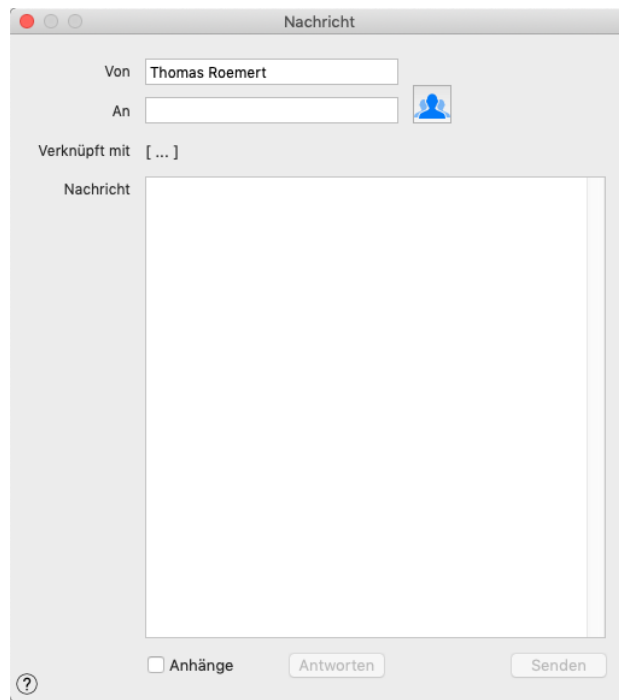 Nachricht
Von Thomas Roemert
An
Verknüpft mit [ ... ]
Nachricht
Anhänge Antworten Senden
?